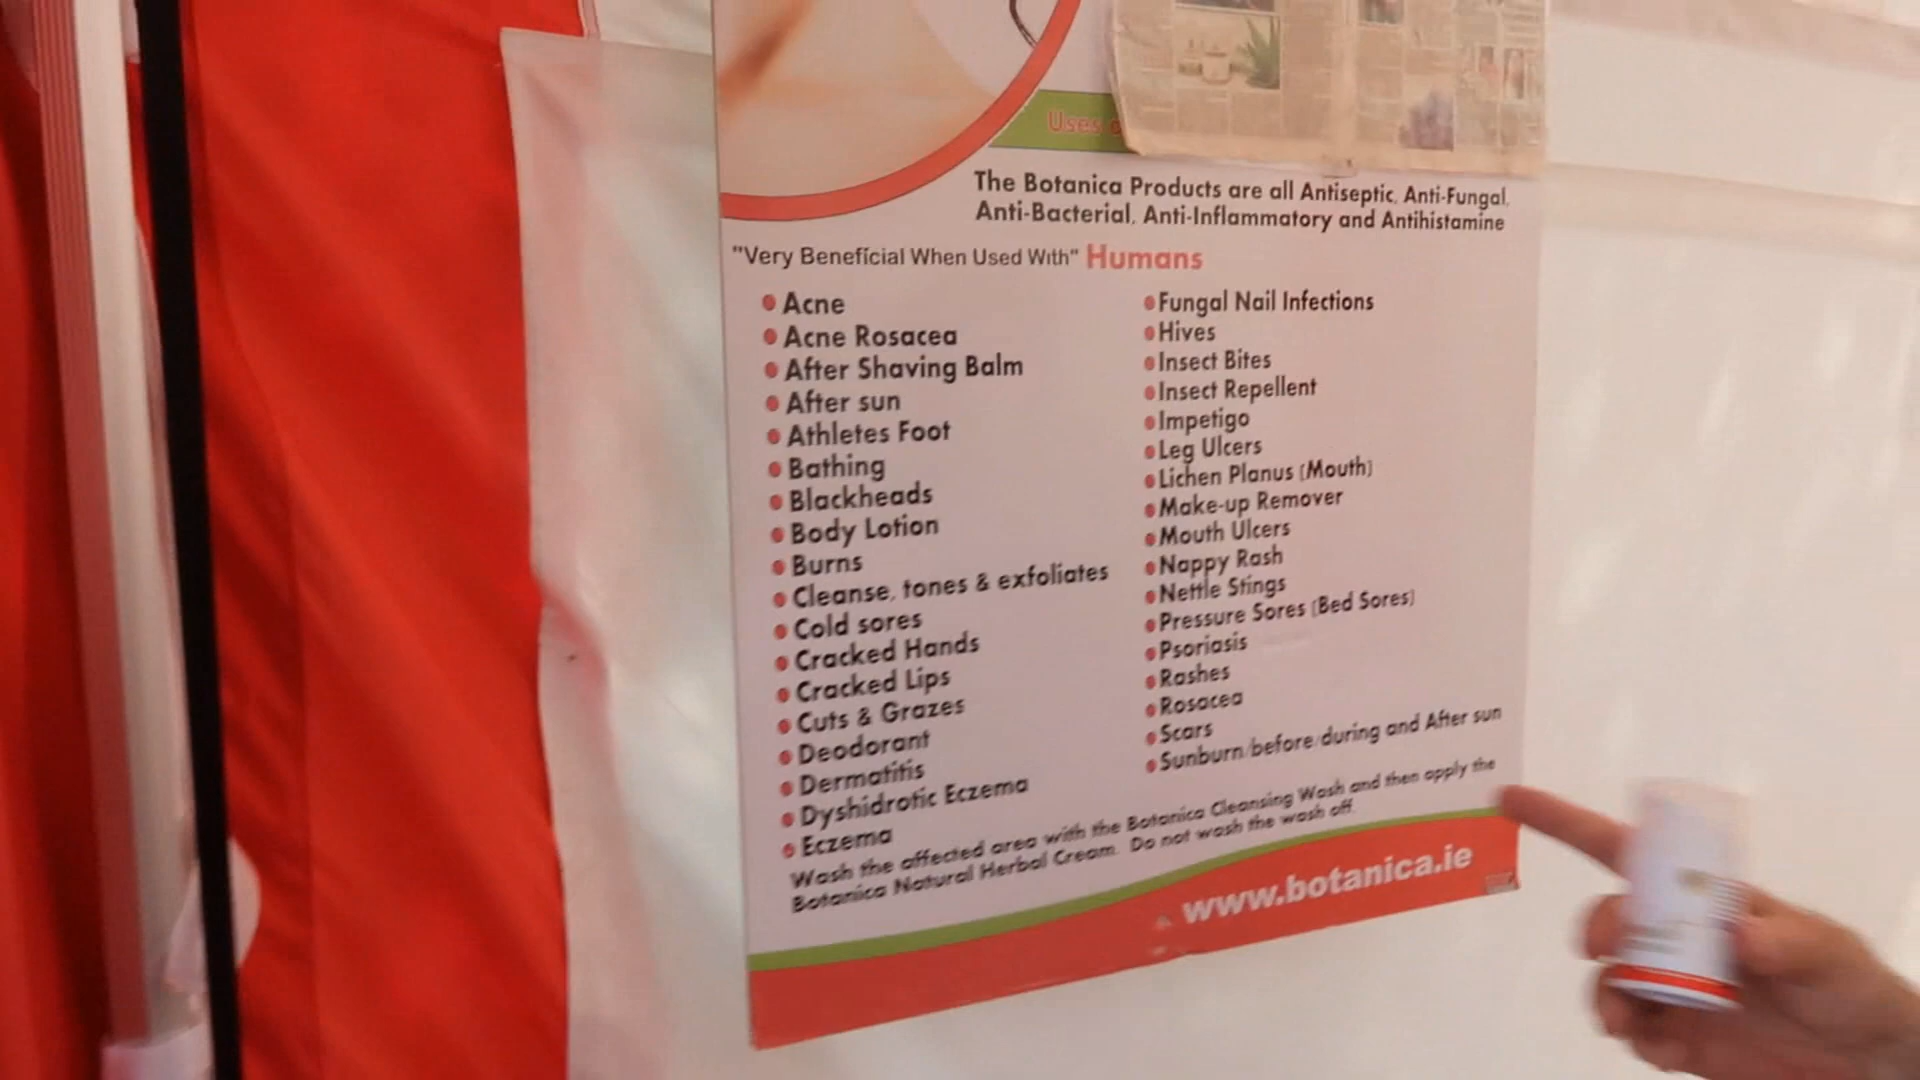 Uses
The Botanica Products are all Antiseptic, Anti-Fungal,
Anti-Bacterial, Anti-Inflammatory and Antihistamine
"Very Beneficial When Used With" Humans
Acne
Acne Rosacea
After Shaving Balm
After sun
Athletes Foot
Bathing
Blackheads
Body Lotion
Burns
Cleanse, tones & exfoliates
Cold sores
Cracked Hands
Cracked Lips
Cuts & Grazes
Deodorant
Dermatitis
Dyshidrotic Eczema
Eczema
Fungal Nail Infections
Hives
Insect Bites
Insect Repellent
Impetigo
Leg Ulcers
Lichen Planus (Mouth)
Make-up Remover
Mouth Ulcers
Nappy Rash
Nettle Stings
Pressure Sores (Bed Sores)
Psoriasis
Rashes
Rosacea
Scars
Sunburn/before/during and After sun
Wash the affected area with the Botanica Cleansing Wash and then apply the
Botanica Natural Herbal Cream. Do not wash the wash off.
www.botanica.ie